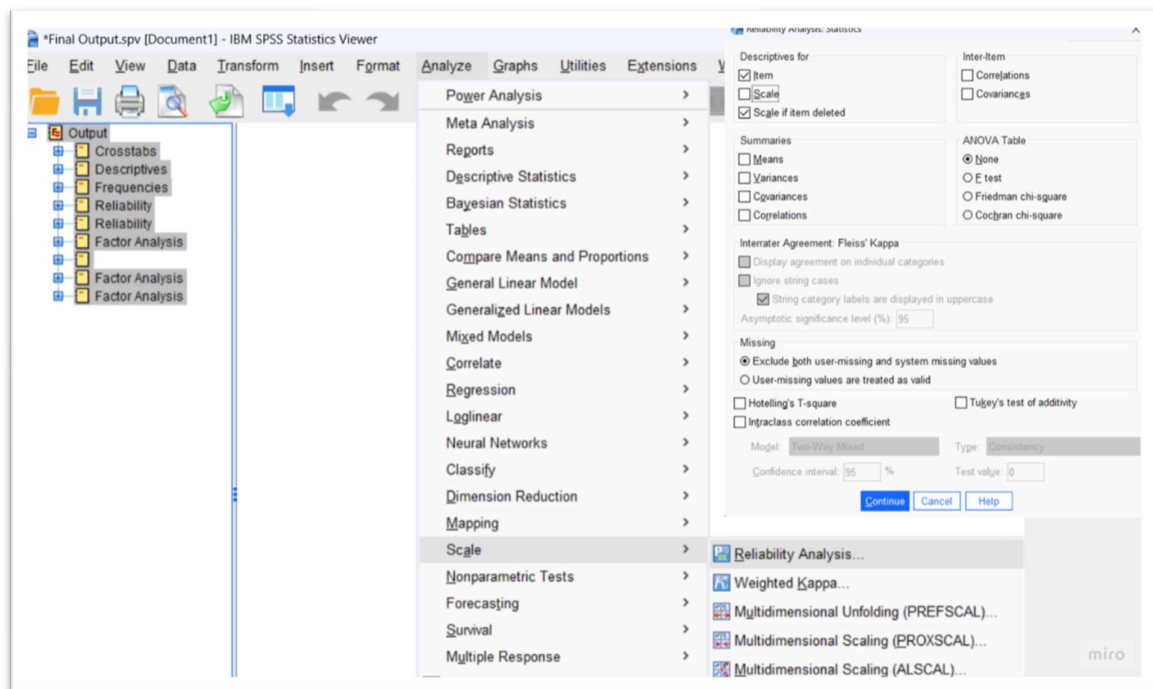 *Final Output.spv [Document1] - IBM SPSS Statistics Viewer
File Edit View Data Transform Insert Format Analyze Graphs Utilities Extensions W
Output
Crosstabs
Descriptives
Frequencies
Reliability
Reliability
Factor Analysis
Factor Analysis
Factor Analysis
Power Analysis
Meta Analysis
Reports
Descriptive Statistics
Bayesian Statistics
Tables
Compare Means and Proportions
General Linear Model
Generalized Linear Models
Mixed Models
Correlate
Regression
Loglinear
Neural Networks
Classify
Dimension Reduction
Mapping
Scale
Nonparametric Tests
Forecasting
Survival
Multiple Response
Reliability Analysis: Statistics
Descriptives for
Item
Scale
Scale if item deleted
Inter-Item
Correlations
Covariances
Summaries
Means
Variances
Covariances
Correlations
ANOVA Table
None
F test
Friedman chi-square
Cochran chi-square
Interrater Agreement: Fleiss' Kappa
Display agreement on individual categories
Ignore string cases
String category labels are displayed in uppercase
Asymptotic significance level (%): 95
Missing
Exclude both user-missing and system missing values
User-missing values are treated as valid
Hotelling's T-square
Tukey's test of additivity
Intraclass correlation coefficient
Model: Two-Way Mixed Type: Consistency
Confidence interval: 95 % Test value: 0
Continue Cancel Help
Reliability Analysis...
Weighted Kappa...
Multidimensional Unfolding (PREFSCAL)...
Multidimensional Scaling (PROXSCAL)...
Multidimensional Scaling (ALSCAL)...
miro